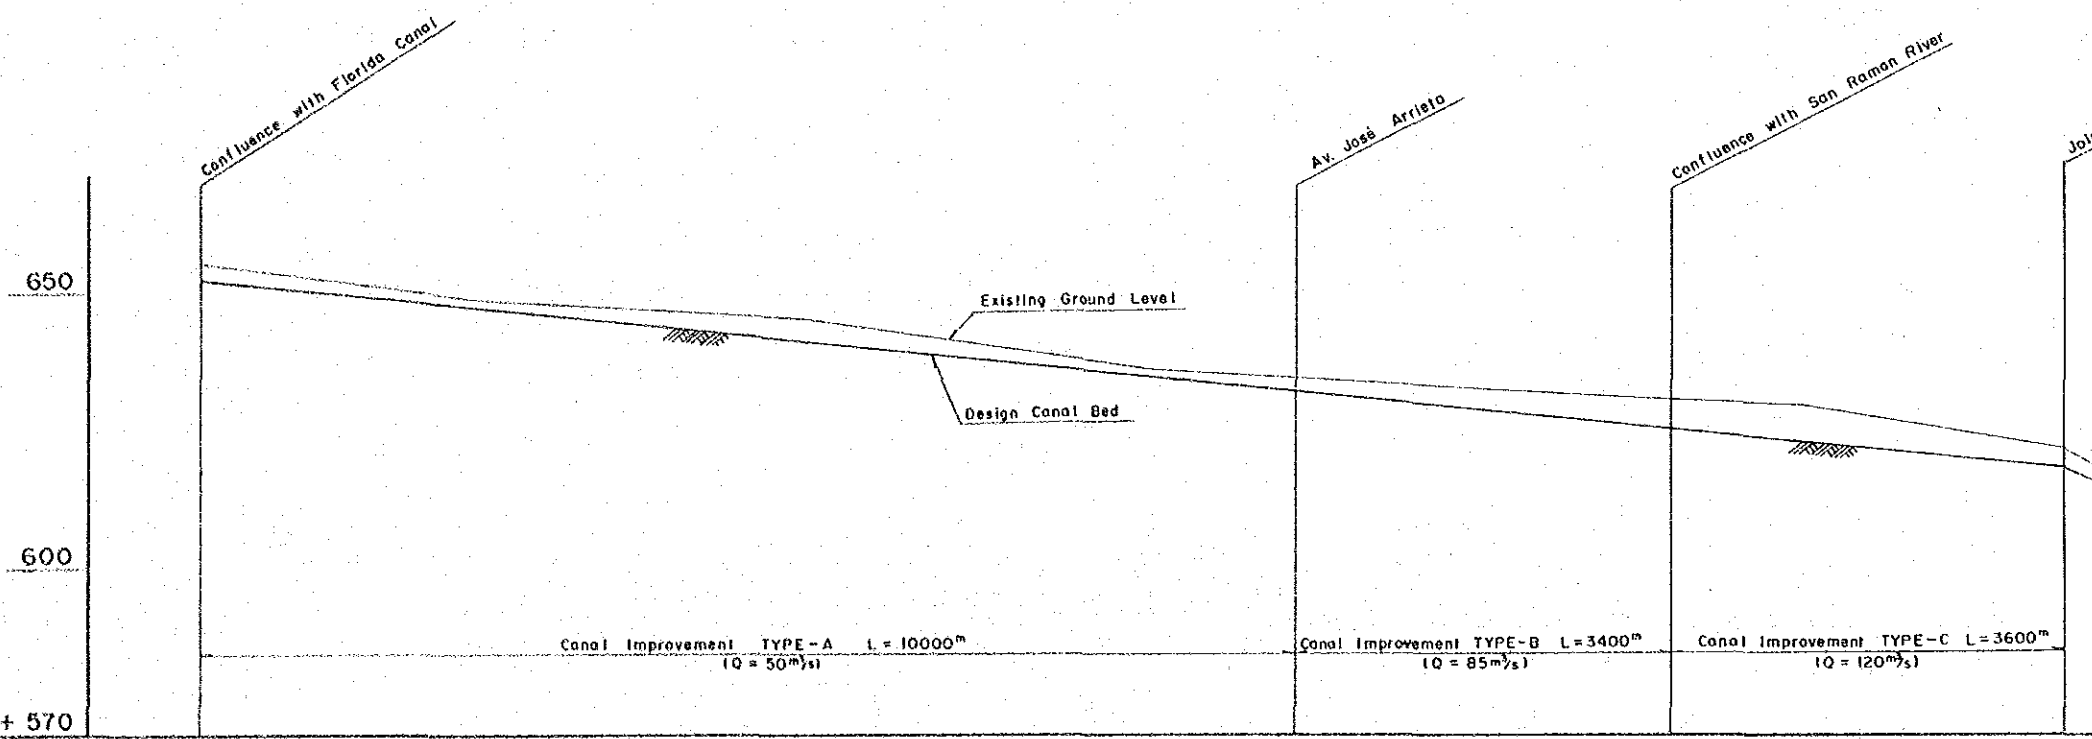 Confluence with Florida Canal
Av. José Arrieta
Confluence with San Ramon River
650
Existing Ground Level
Design Canal Bed
600
Canal Improvement TYPE-A L = 10000m
(Q = 50m³/s)
Canal Improvement TYPE-B L=3400m
(Q = 85m³/s)
Canal Improvement TYPE-C L=3600m
(Q = 120m³/s)
+ 570